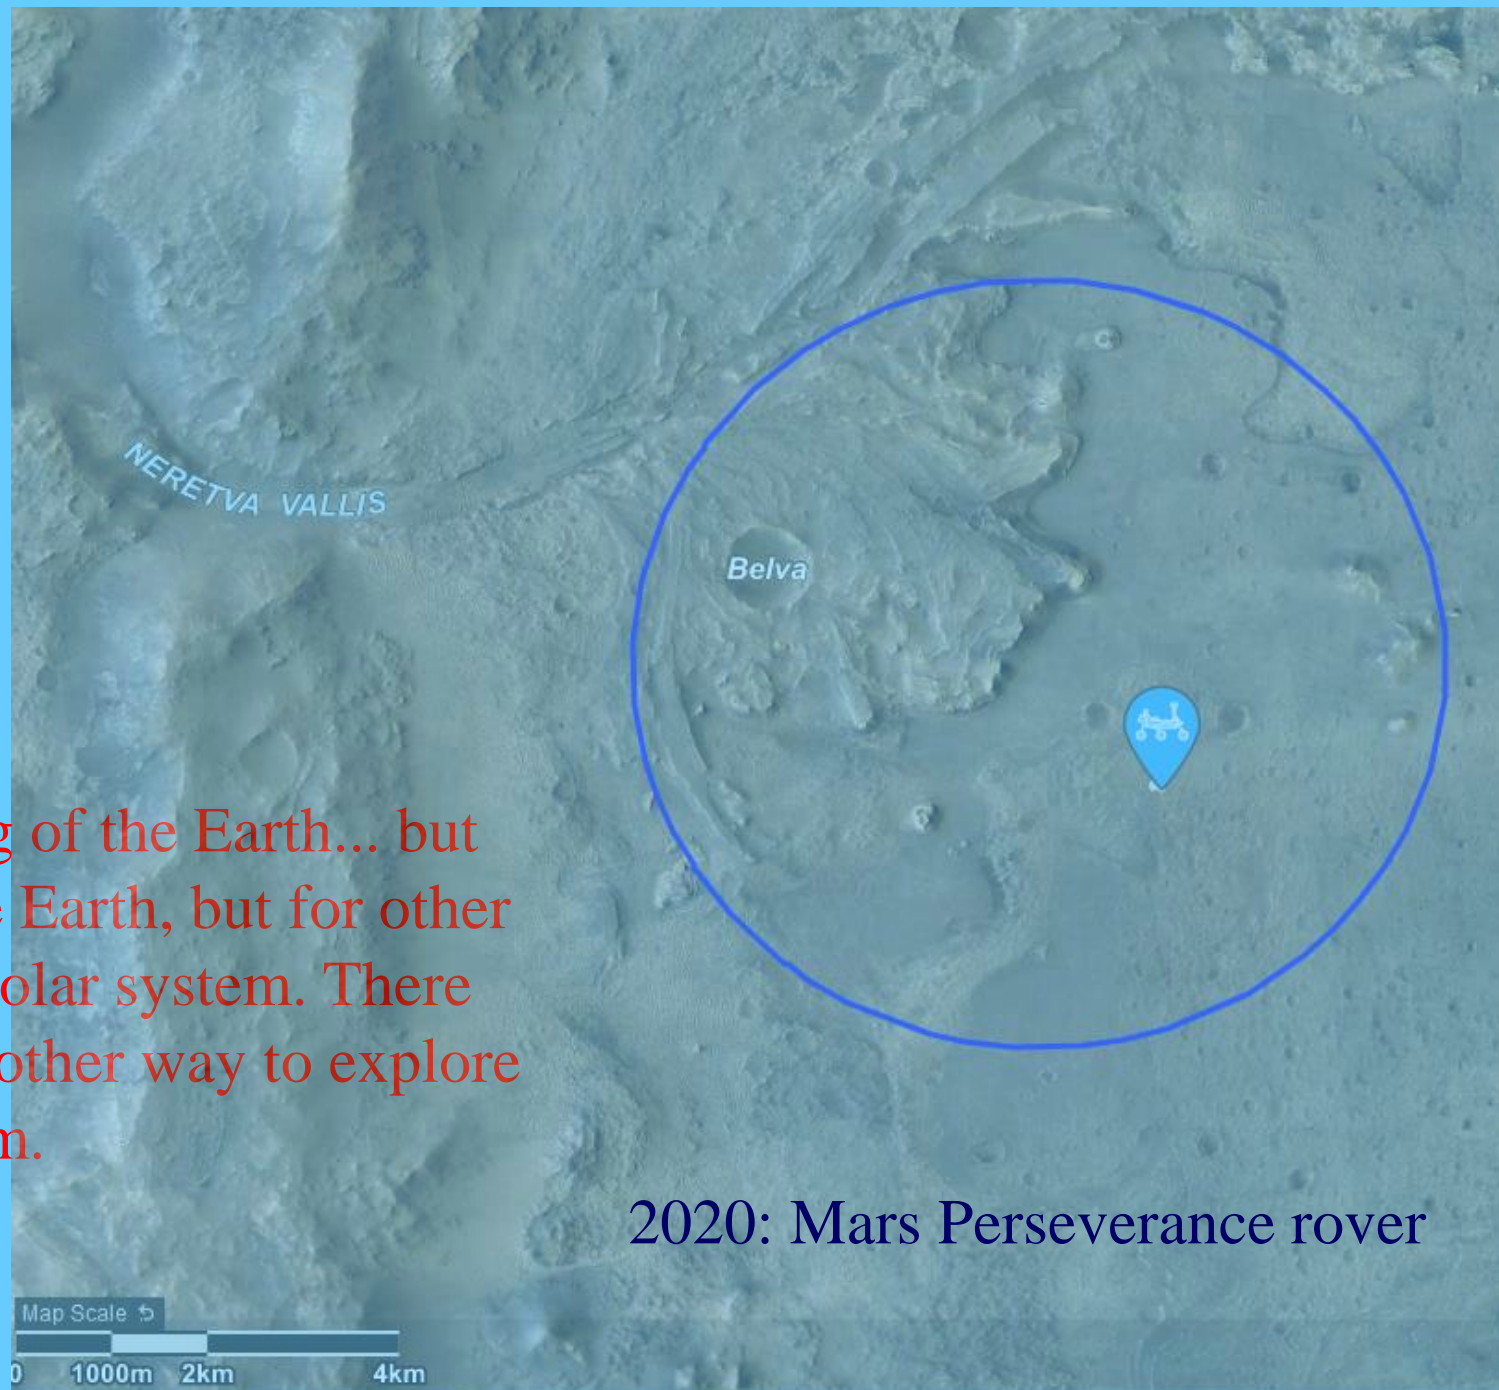 NERETVA VALLIS
Belva
of the Earth... but
Earth, but for other
system. There
other way to explore
2020: Mars Perseverance rover
Map Scale
0 1000m 2km 4km